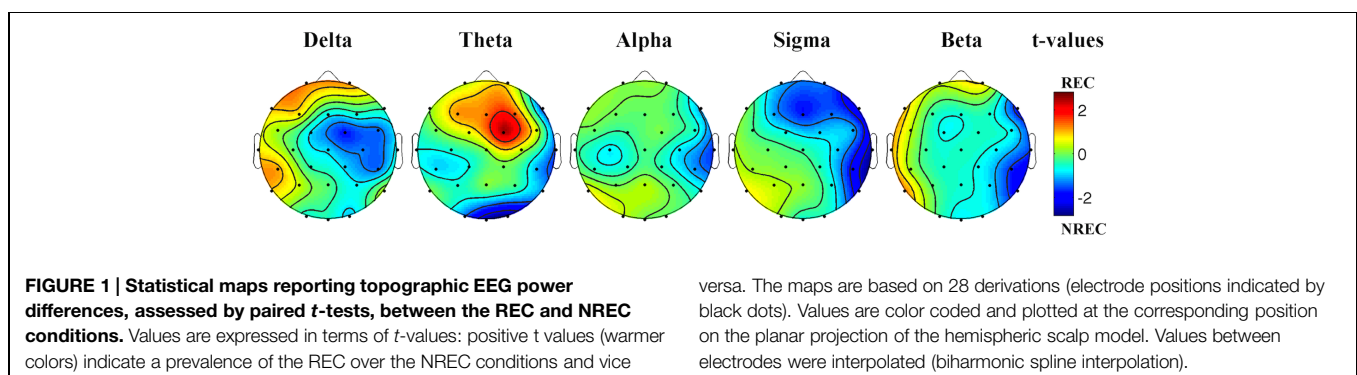 Delta Theta Alpha Sigma Beta t-values
REC
2
0
-2
NREC
FIGURE 1 | Statistical maps reporting topographic EEG power
differences, assessed by paired t-tests, between the REC and NREC
conditions. Values are expressed in terms of t-values: positive t values (warmer
colors) indicate a prevalence of the REC over the NREC conditions and vice
versa. The maps are based on 28 derivations (electrode positions indicated by
black dots). Values are color coded and plotted at the corresponding position
on the planar projection of the hemispheric scalp model. Values between
electrodes were interpolated (biharmonic spline interpolation).